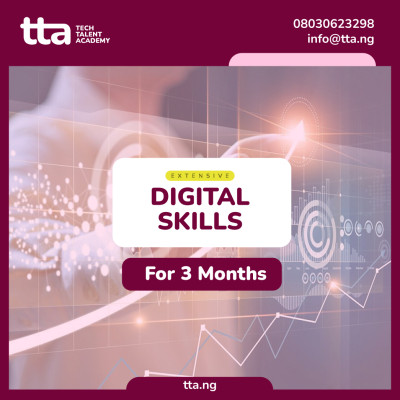 tta
TECH
TALENT
ACADEMY
08030623298
info@tta.ng
EXTENSIVE
DIGITAL
SKILLS
For 3 Months
tta.ng